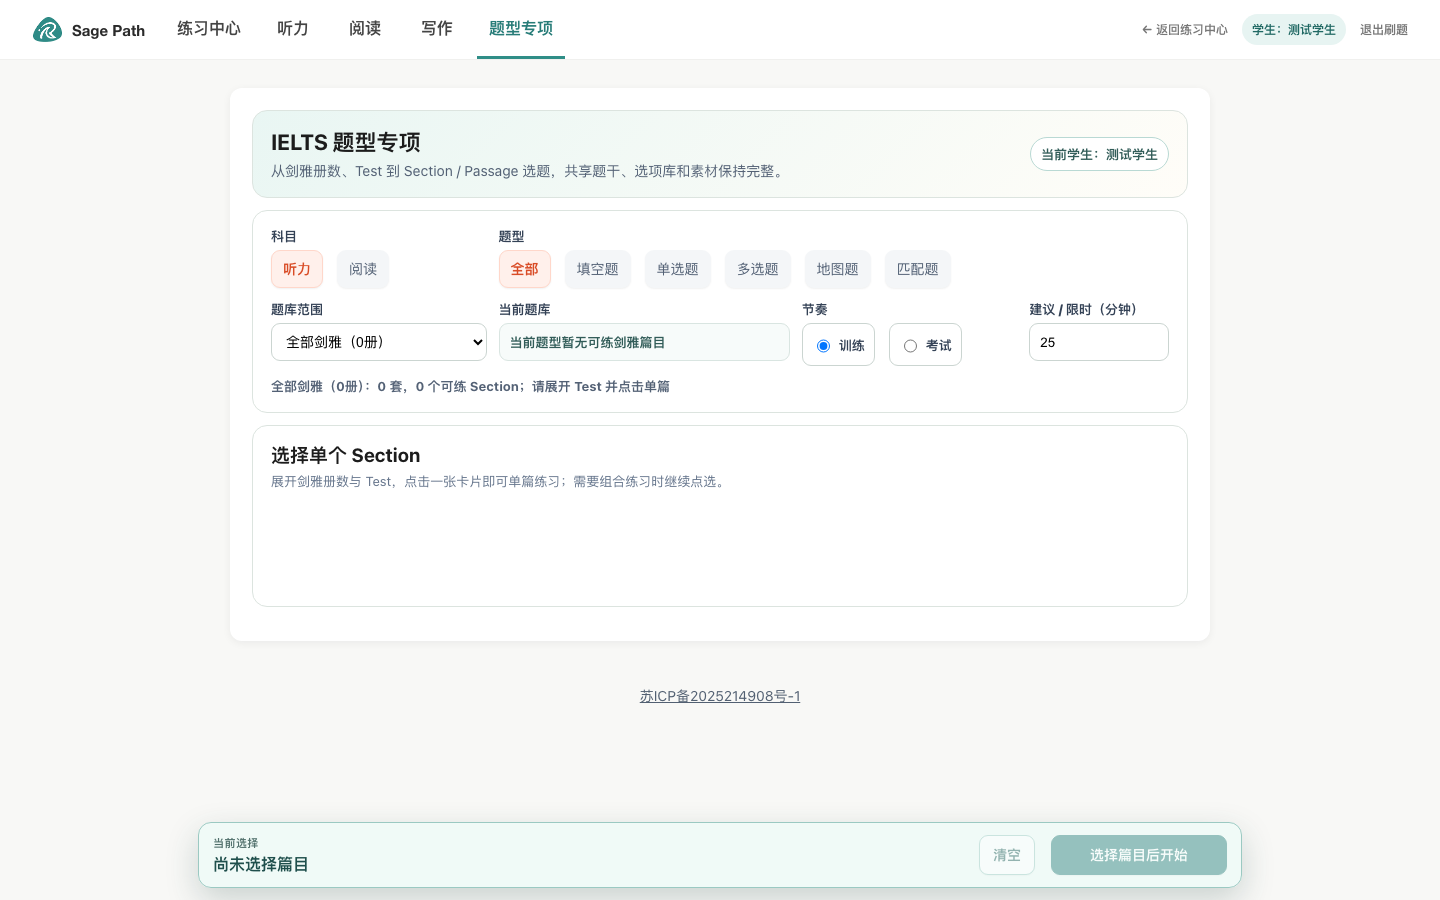 Sage Path
练习中心
听力
阅读
写作
题型专项
← 返回练习中心
学生：测试学生
退出刷题
IELTS 题型专项
从剑雅册数、Test 到 Section / Passage 选题，共享题干、选项库和素材保持完整。
当前学生：测试学生
科目
题型
听力
阅读
全部
填空题
单选题
多选题
地图题
匹配题
题库范围
当前题库
节奏
建议 / 限时（分钟）
全部剑雅（0册）
当前题型暂无可练剑雅篇目
训练
考试
25
全部剑雅（0册）：0 套，0 个可练 Section；请展开 Test 并点击单篇
选择单个 Section
展开剑雅册数与 Test，点击一张卡片即可单篇练习；需要组合练习时继续点选。
苏ICP备2025214908号-1
当前选择
尚未选择篇目
清空
选择篇目后开始